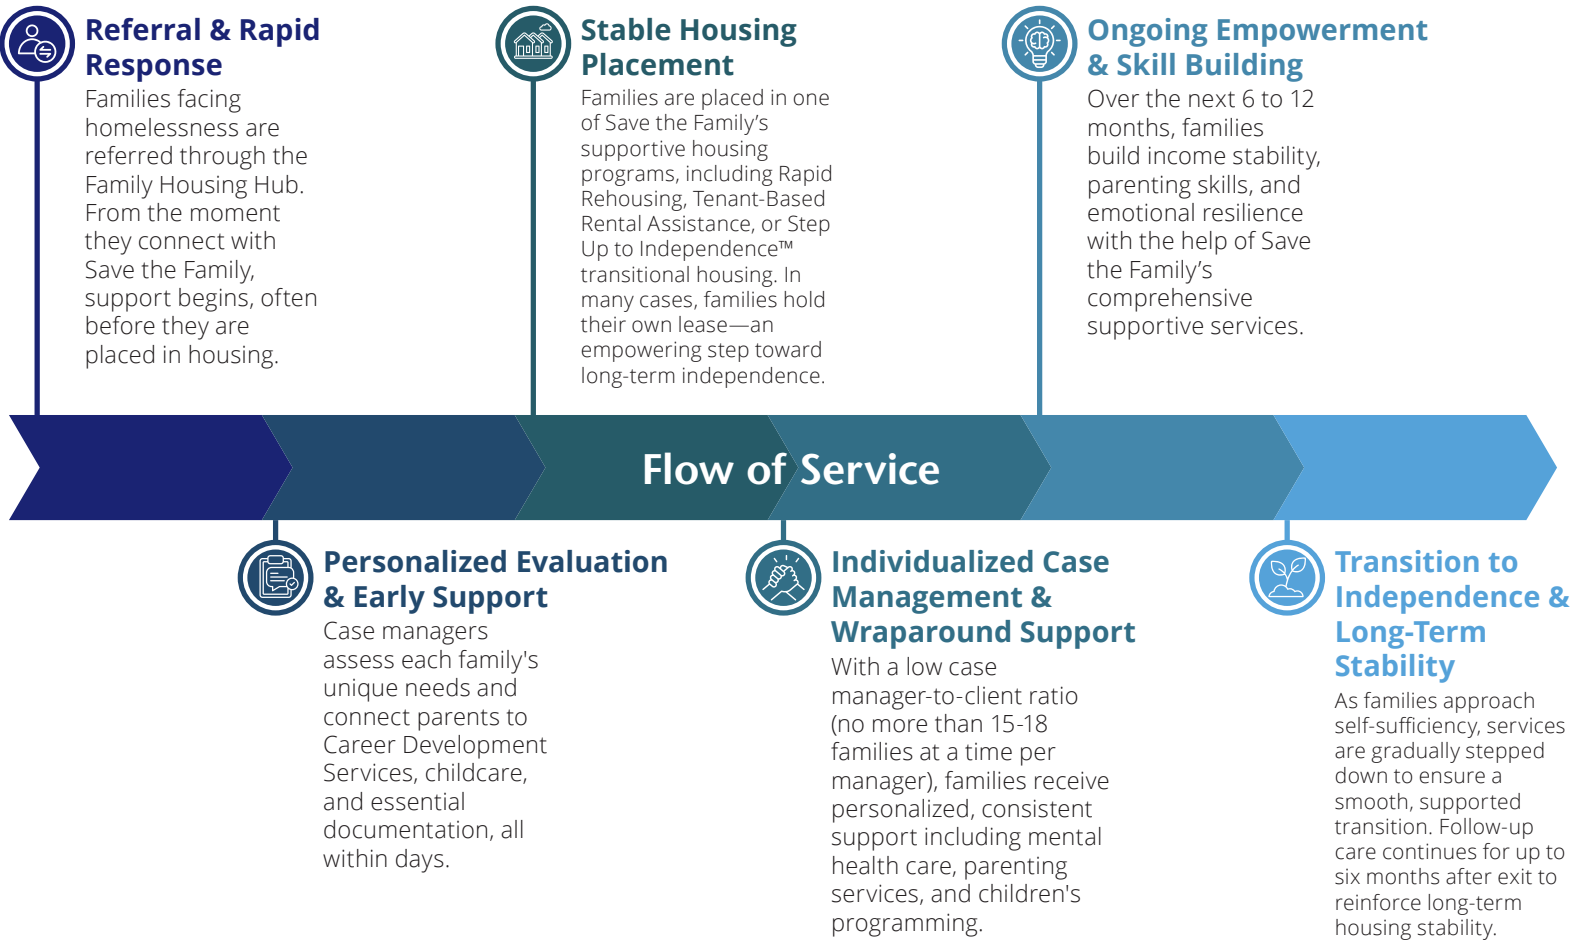 Referral & Rapid
Response
Families facing
homelessness are
referred through the
Family Housing Hub.
From the moment
they connect with
Save the Family,
support begins, often
before they are
placed in housing.
Stable Housing
Placement
Families are placed in one
of Save the Family’s
supportive housing
programs, including Rapid
Rehousing, Tenant-Based
Rental Assistance, or Step
Up to Independence™
transitional housing. In
many cases, families hold
their own lease—an
empowering step toward
long-term independence.
Ongoing Empowerment
& Skill Building
Over the next 6 to 12
months, families
build income stability,
parenting skills, and
emotional resilience
with the help of Save
the Family’s
comprehensive
supportive services.
Flow of Service
Personalized Evaluation
& Early Support
Case managers
assess each family's
unique needs and
connect parents to
Career Development
Services, childcare,
and essential
documentation, all
within days.
Individualized Case
Management &
Wraparound Support
With a low case
manager-to-client ratio
(no more than 15-18
families at a time per
manager), families receive
personalized, consistent
support including mental
health care, parenting
services, and children's
programming.
Transition to
Independence &
Long-Term
Stability
As families approach
self-sufficiency, services
are gradually stepped
down to ensure a
smooth, supported
transition. Follow-up
care continues for up to
six months after exit to
reinforce long-term
housing stability.